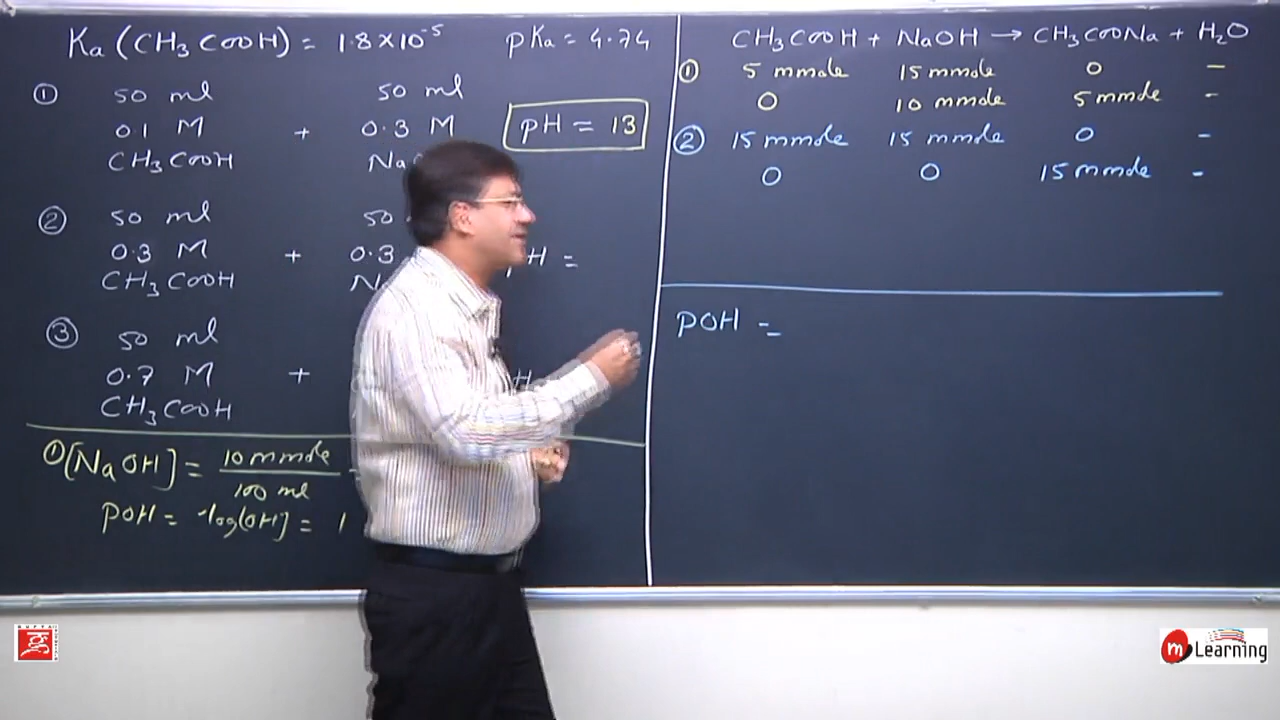 Ka (CH3COOH) = 1.8×10⁻⁵ pKa = 4.74
① 50 ml 50 ml
0.1 M + 0.3 M pH = 13
CH3COOH Na
② 50 ml 50
0.3 M + 0.3 H =
CH3COOH N
③ 50 ml
0.7 M + H
CH3COOH
① [NaOH] = 10 mmole / 100 ml =
pOH = -log[OH] = 1
CH3COOH + NaOH → CH3COONa + H2O
① 5 mmole 15 mmole 0 –
0 10 mmole 5 mmole -
② 15 mmole 15 mmole 0 -
0 0 15 mmole -
pOH =
GUPTA
m Learning